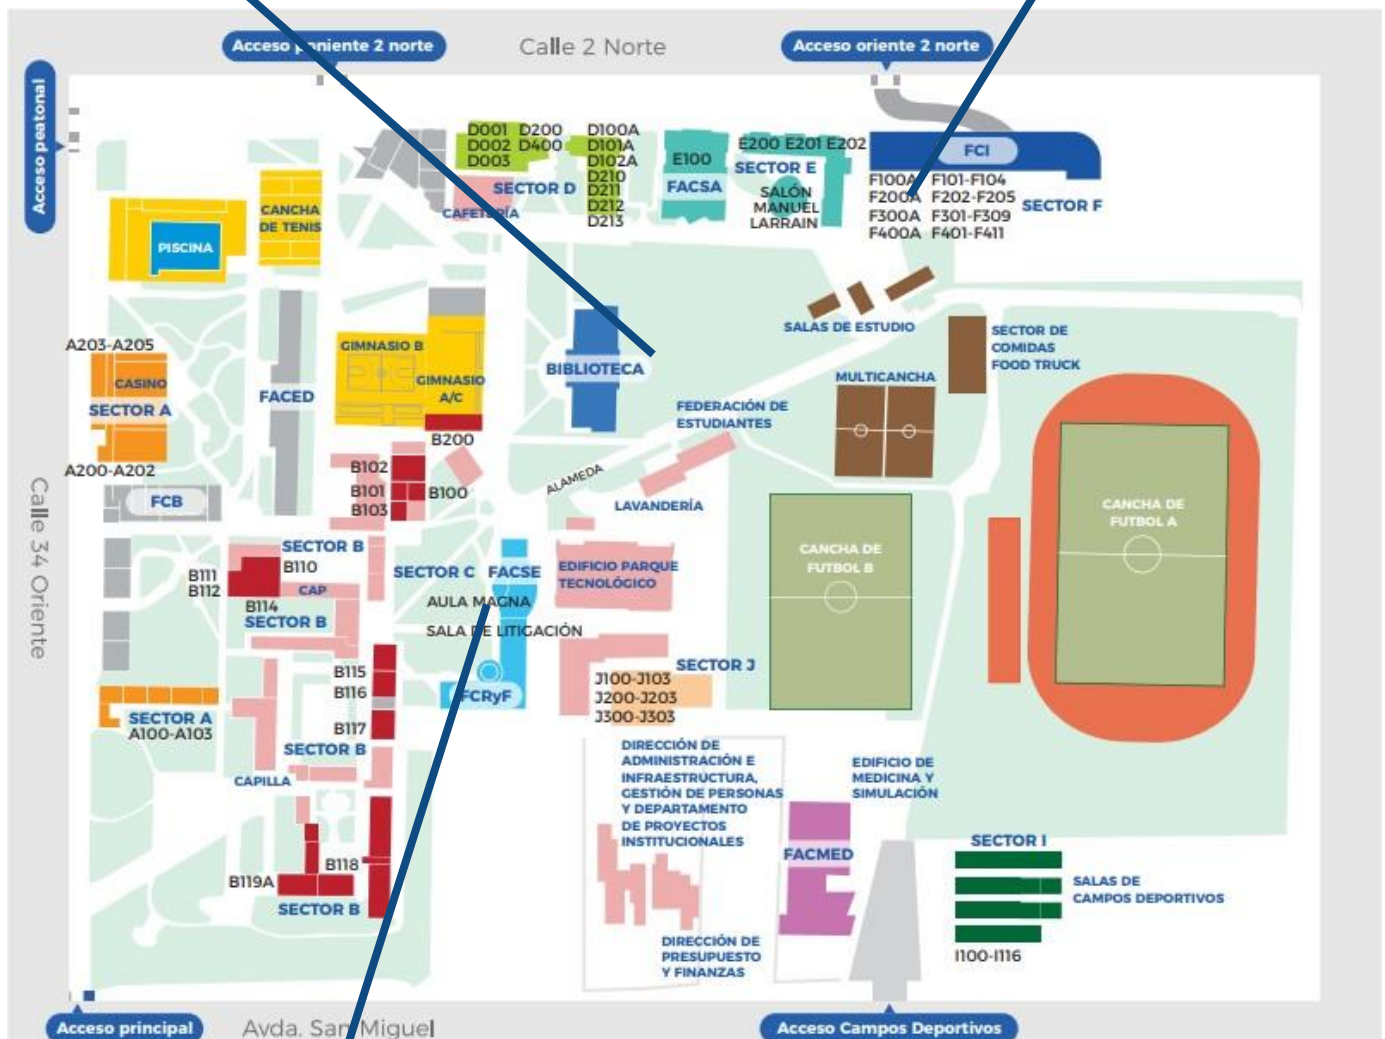 Acceso poniente 2 norte
Calle 2 Norte
Acceso oriente 2 norte
Acceso peatonal
D001 D200
D002 D400
D003
SECTOR D
CAFETERÍA
D100A
D101A
D102A
D210
D211
D212
D213
E100
FACSA
E200 E201 E202
SECTOR E
SALÓN
MANUEL
LARRAIN
FCI
F100A F101-F104
F200A F202-F205
F300A F301-F309
F400A F401-F411
SECTOR F
CANCHA
DE TENIS
PISCINA
SALAS DE ESTUDIO
SECTOR DE
COMIDAS
FOOD TRUCK
A203-A205
CASINO
SECTOR A
A200-A202
FACED
GIMNASIO B
GIMNASIO
A/C
B200
BIBLIOTECA
MULTICANCHA
FEDERACIÓN DE
ESTUDIANTES
LAVANDERÍA
ALAMEDA
B102
B101
B100
B103
FCB
Calle 34 Oriente
CANCHA DE
FUTBOL A
CANCHA DE
FUTBOL B
SECTOR B
B110
B111
B112
CAP
B114
SECTOR B
SECTOR C
FACSE
AULA MAGNA
SALA DE LITIGACIÓN
EDIFICIO PARQUE
TECNOLÓGICO
B115
B116
B117
FCRyF
SECTOR J
J100-J103
J200-J203
J300-J303
SECTOR A
A100-A103
SECTOR B
CAPILLA
DIRECCIÓN DE
ADMINISTRACIÓN E
INFRAESTRUCTURA,
GESTIÓN DE PERSONAS
Y DEPARTAMENTO
DE PROYECTOS
INSTITUCIONALES
EDIFICIO DE
MEDICINA Y
SIMULACIÓN
FACMED
SECTOR I
SALAS DE
CAMPOS DEPORTIVOS
I100-I116
B118
B119A
SECTOR B
DIRECCIÓN DE
PRESUPUESTO
Y FINANZAS
Acceso principal
Avda. San Miguel
Acceso Campos Deportivos